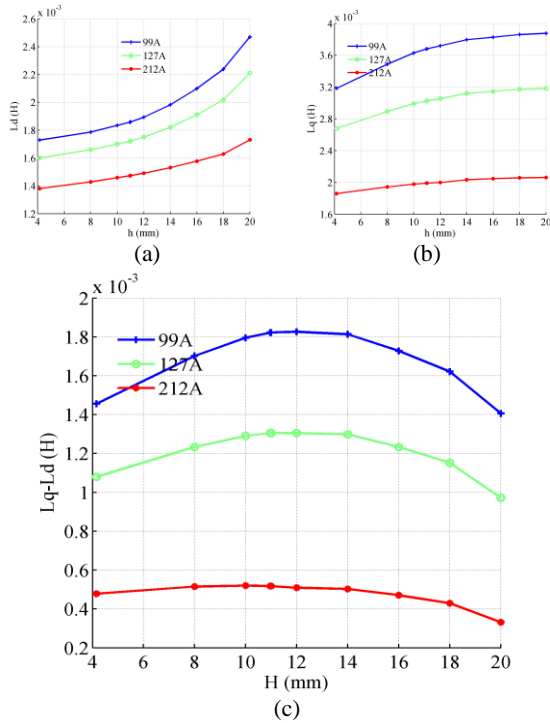 x 10⁻³
2.6
2.4
2.2
2
1.8
1.6
1.4
1.2
Ld (H)
99A
127A
212A
4 6 8 10 12 14 16 18 20
h (mm)
(a)
x 10⁻³
4
3.6
3.2
2.8
2.4
2
1.6
Lq (H)
99A
127A
212A
4 6 8 10 12 14 16 18 20
h (mm)
(b)
x 10⁻³
2
1.8
1.6
1.4
1.2
1
0.8
0.6
0.4
0.2
Lq-Ld (H)
99A
127A
212A
4 6 8 10 12 14 16 18 20
H (mm)
(c)